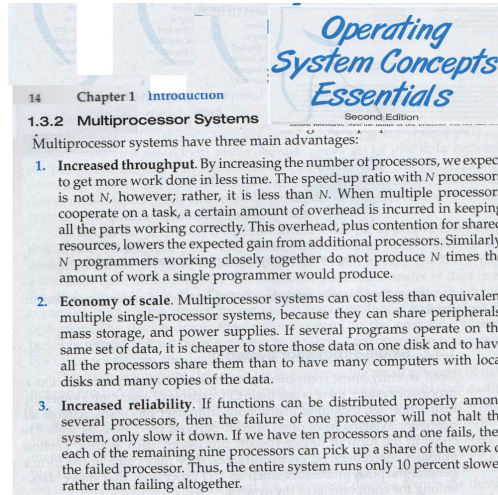 Operating
System Concepts
Essentials
Second Edition
14 Chapter 1 Introduction
1.3.2 Multiprocessor Systems
Multiprocessor systems have three main advantages:
1. Increased throughput. By increasing the number of processors, we expec
to get more work done in less time. The speed-up ratio with N processors
is not N, however; rather, it is less than N. When multiple processor
cooperate on a task, a certain amount of overhead is incurred in keeping
all the parts working correctly. This overhead, plus contention for shared
resources, lowers the expected gain from additional processors. Similarly
N programmers working closely together do not produce N times th
amount of work a single programmer would produce.
2. Economy of scale. Multiprocessor systems can cost less than equivalen
multiple single-processor systems, because they can share peripherals
mass storage, and power supplies. If several programs operate on th
same set of data, it is cheaper to store those data on one disk and to hav
all the processors share them than to have many computers with loca
disks and many copies of the data.
3. Increased reliability. If functions can be distributed properly amon
several processors, then the failure of one processor will not halt th
system, only slow it down. If we have ten processors and one fails, the
each of the remaining nine processors can pick up a share of the work o
the failed processor. Thus, the entire system runs only 10 percent slowe
rather than failing altogether.